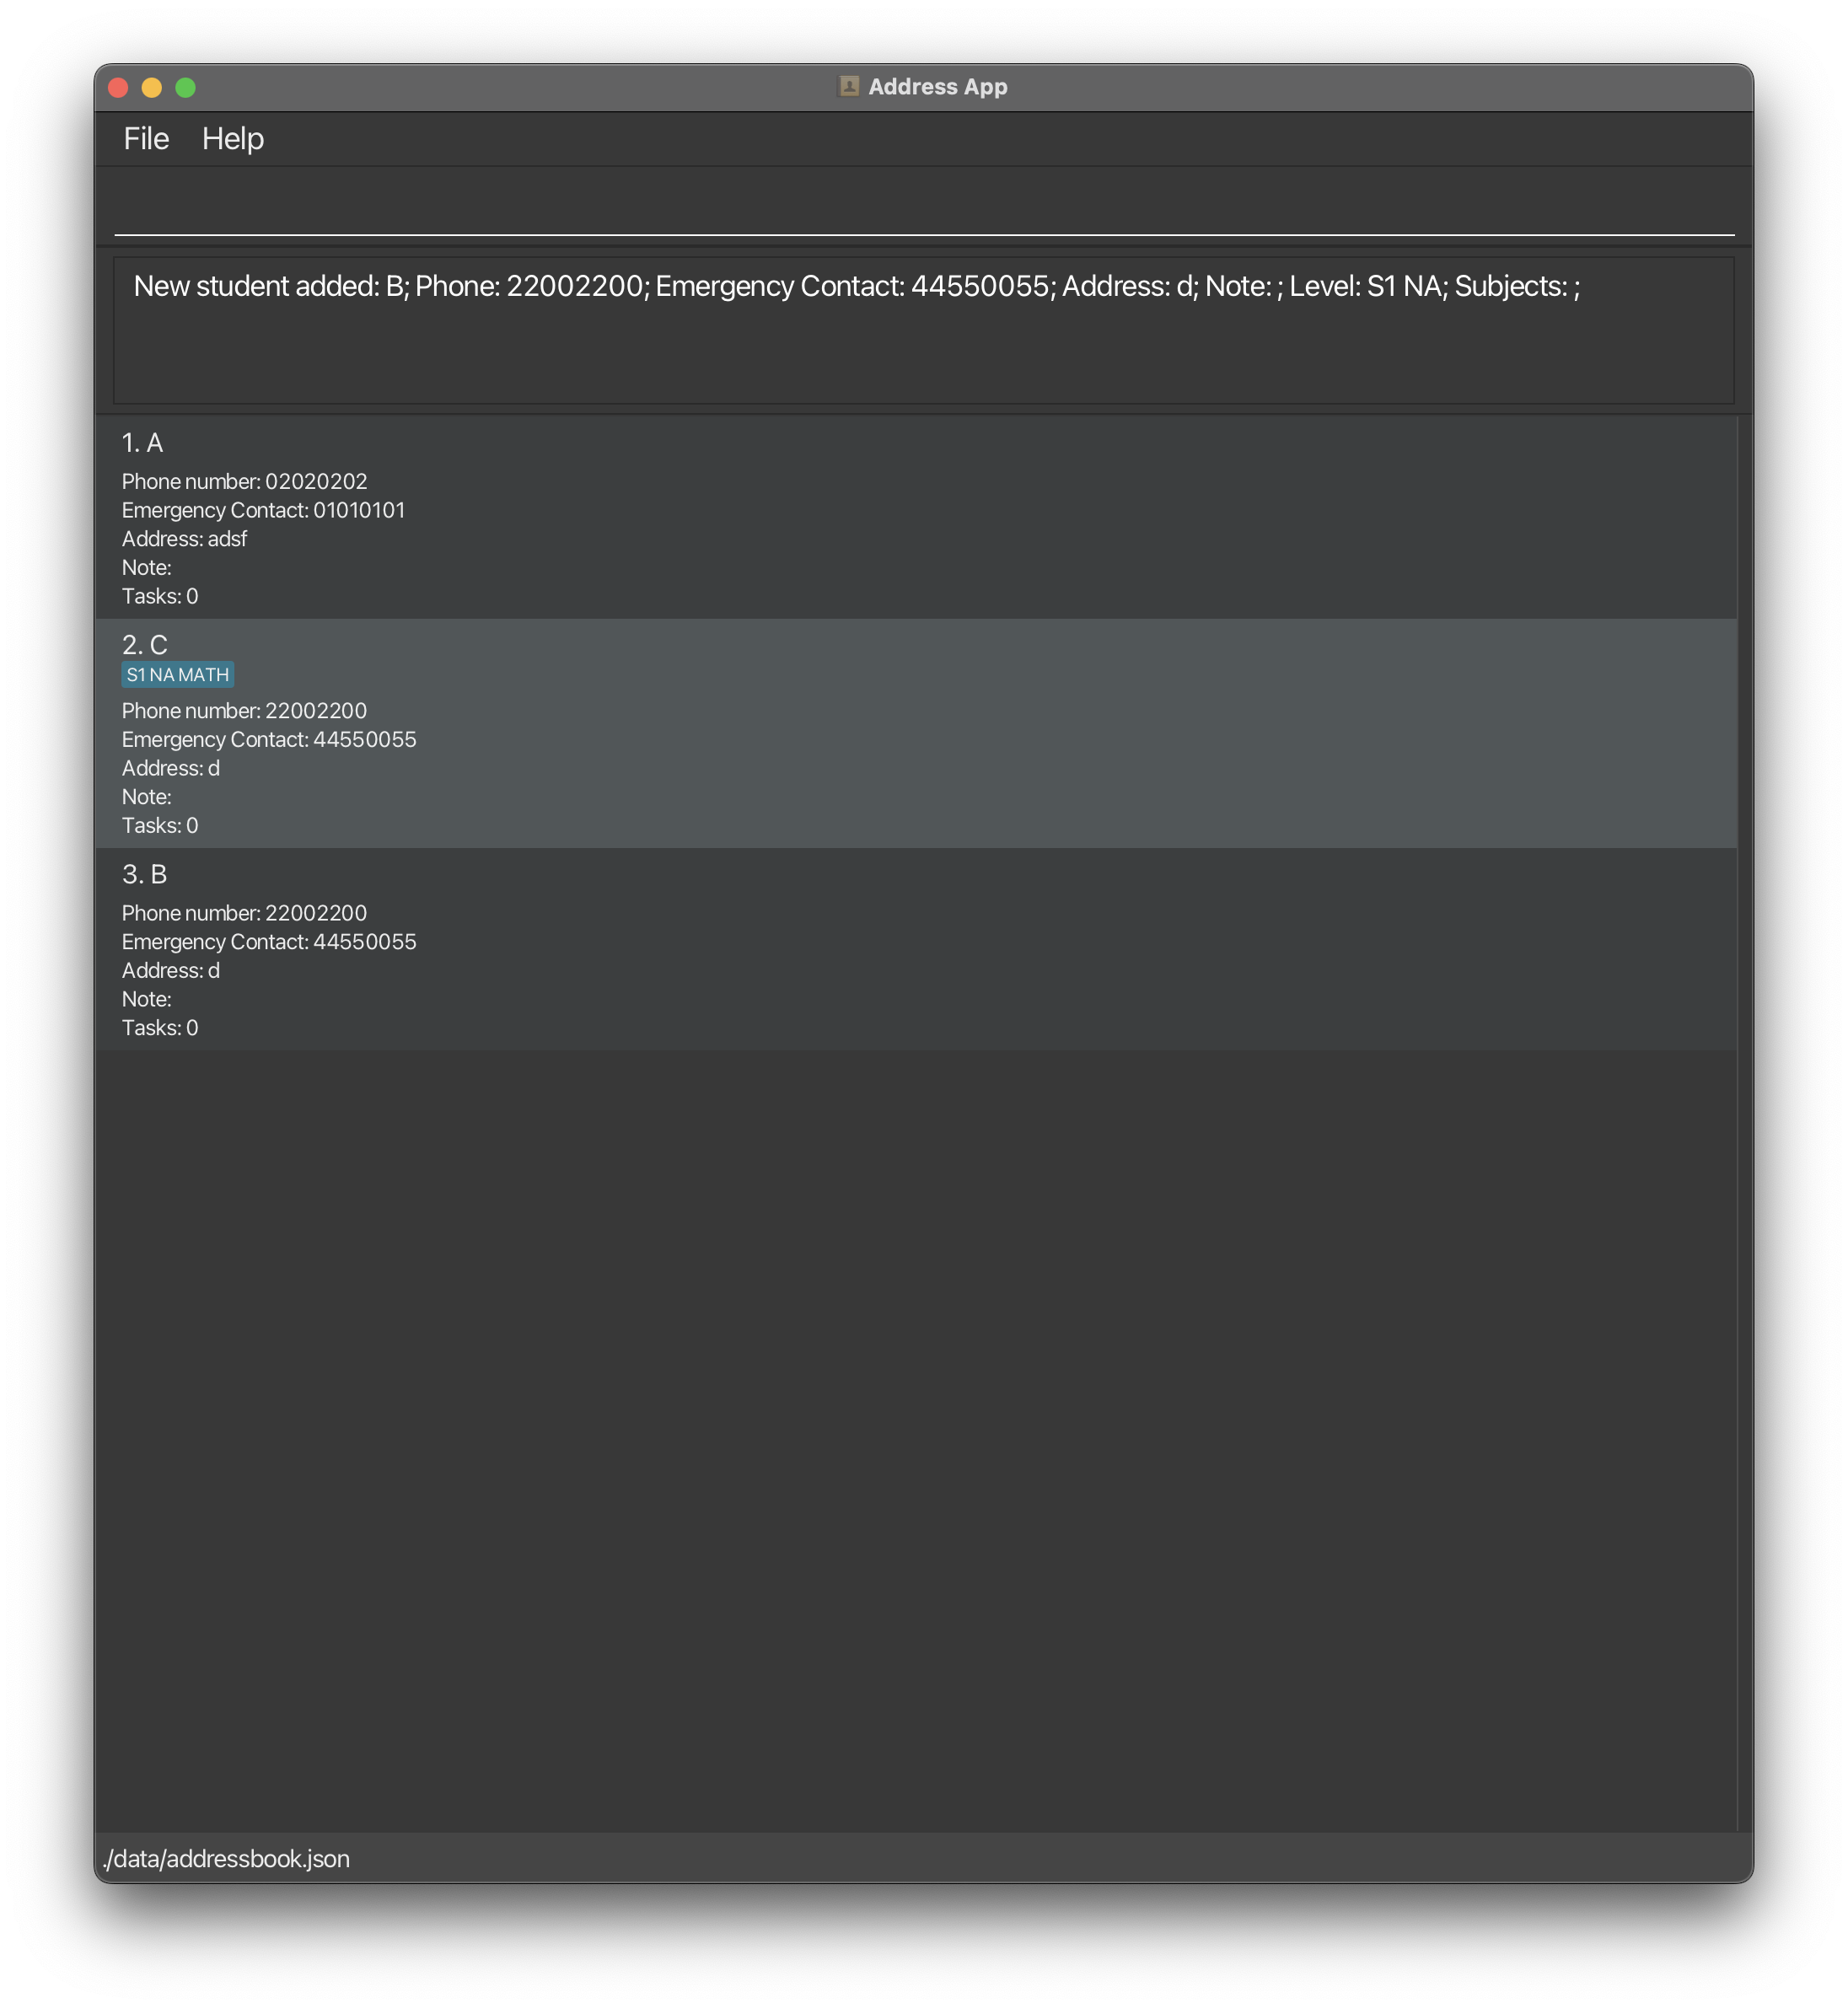 Address App
File Help
New student added: B; Phone: 22002200; Emergency Contact: 44550055; Address: d; Note: ; Level: S1 NA; Subjects: ;
1. A
Phone number: 02020202
Emergency Contact: 01010101
Address: adsf
Note:
Tasks: 0
2. C
S1 NA MATH
Phone number: 22002200
Emergency Contact: 44550055
Address: d
Note:
Tasks: 0
3. B
Phone number: 22002200
Emergency Contact: 44550055
Address: d
Note:
Tasks: 0
./data/addressbook.json